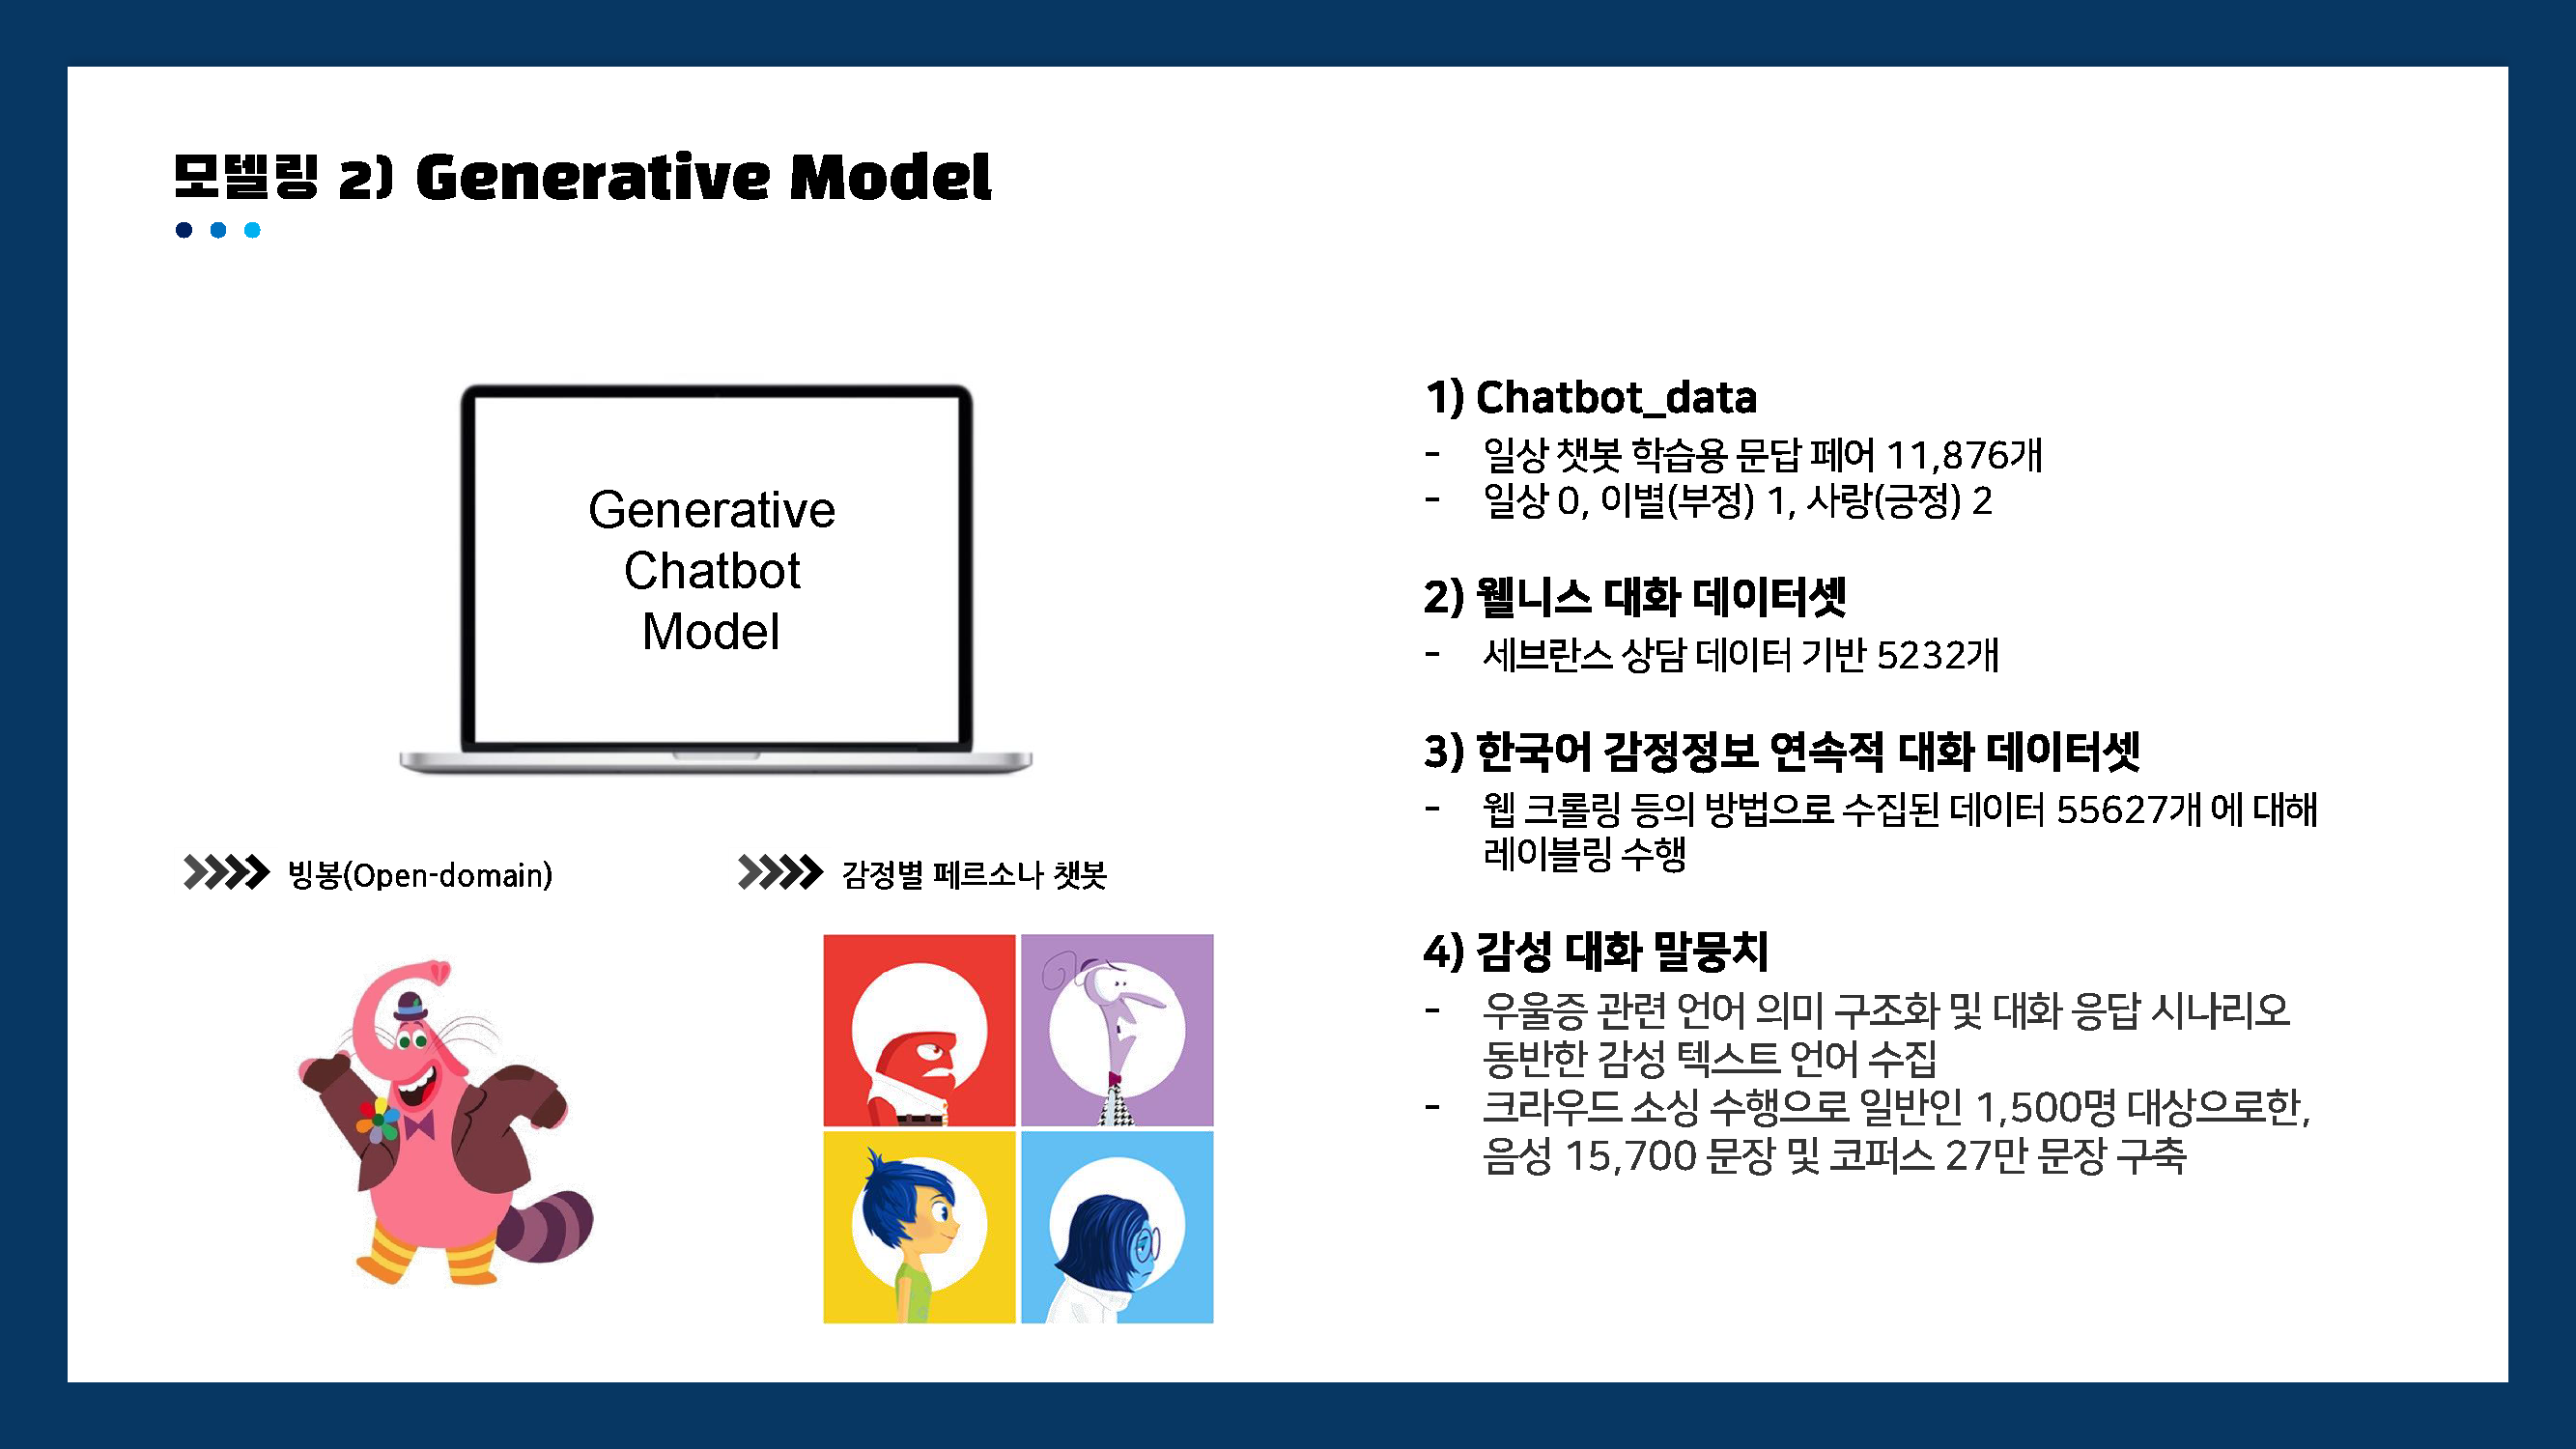 모델링 2) Generative Model
Generative
Chatbot
Model
빙봉(Open-domain)
감정별 페르소나 챗봇
1) Chatbot_data
- 일상 챗봇 학습용 문답 페어 11,876개
- 일상 0, 이별(부정) 1, 사랑(긍정) 2
2) 웰니스 대화 데이터셋
- 세브란스 상담 데이터 기반 5232개
3) 한국어 감정정보 연속적 대화 데이터셋
- 웹 크롤링 등의 방법으로 수집된 데이터 55627개 에 대해
레이블링 수행
4) 감성 대화 말뭉치
- 우울증 관련 언어 의미 구조화 및 대화 응답 시나리오
동반한 감성 텍스트 언어 수집
- 크라우드 소싱 수행으로 일반인 1,500명 대상으로한,
음성 15,700 문장 및 코퍼스 27만 문장 구축